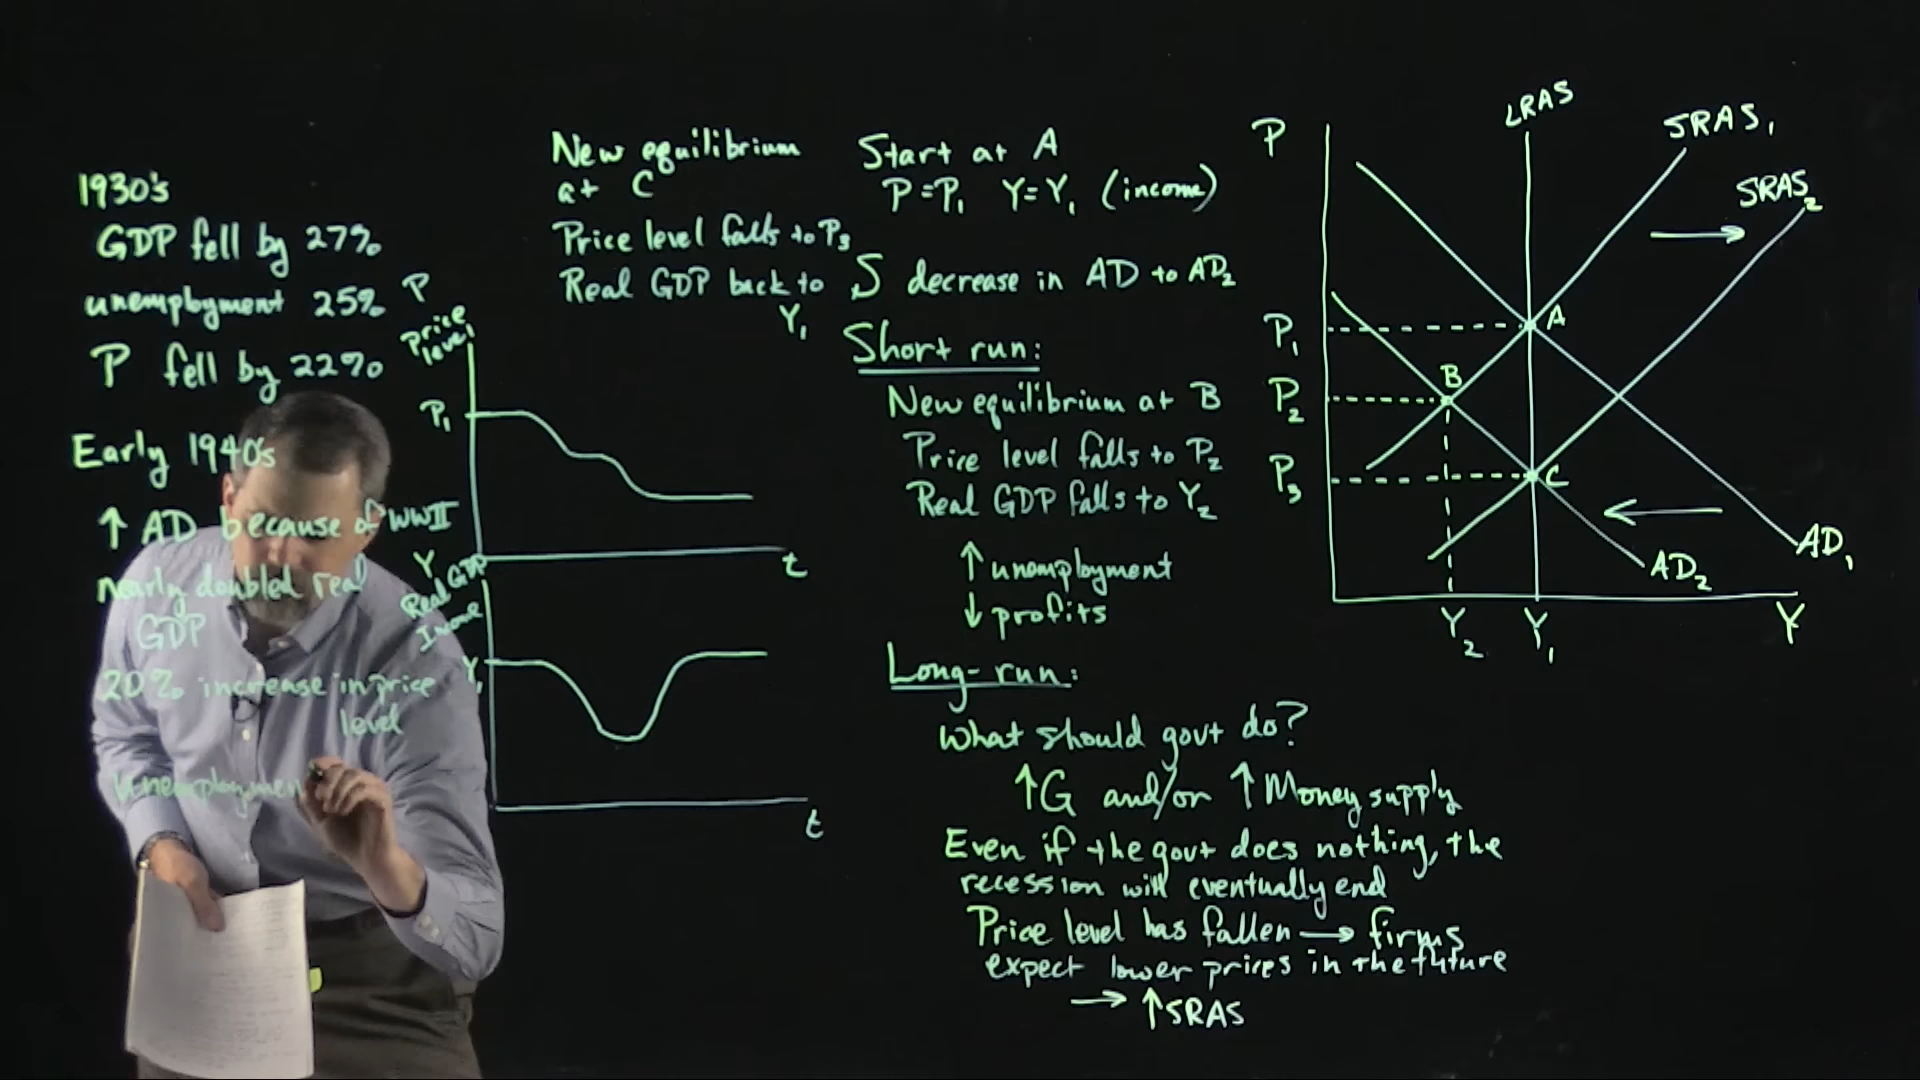 1930's
GDP fell by 27%
unemployment 25%
P fell by 22%
Early 1940's
↑ AD because of WWII
nearly doubled real
GDP
20% increase in price
level
Unemploymen
New equilibrium
at C
Price level falls to P₃
Real GDP back to
Y₁
P
Price
level
P₁
t
Y
Real GDP
Income
Y₁
t
Start at A
P=P₁ Y=Y₁ (income)
S decrease in AD to AD₂
Short run:
New equilibrium at B
Price level falls to P₂
Real GDP falls to Y₂
↑ unemployment
↓ profits
Long-run:
What should govt do?
↑G and/or ↑ Money supply
Even if the govt does nothing, the
recession will eventually end
Price level has fallen → firms
expect lower prices in the future
→ ↑SRAS
P
LRAS
SRAS₁
SRAS₂
P₁
A
B
P₂
P₃
C
AD₁
AD₂
Y₂
Y₁
Y